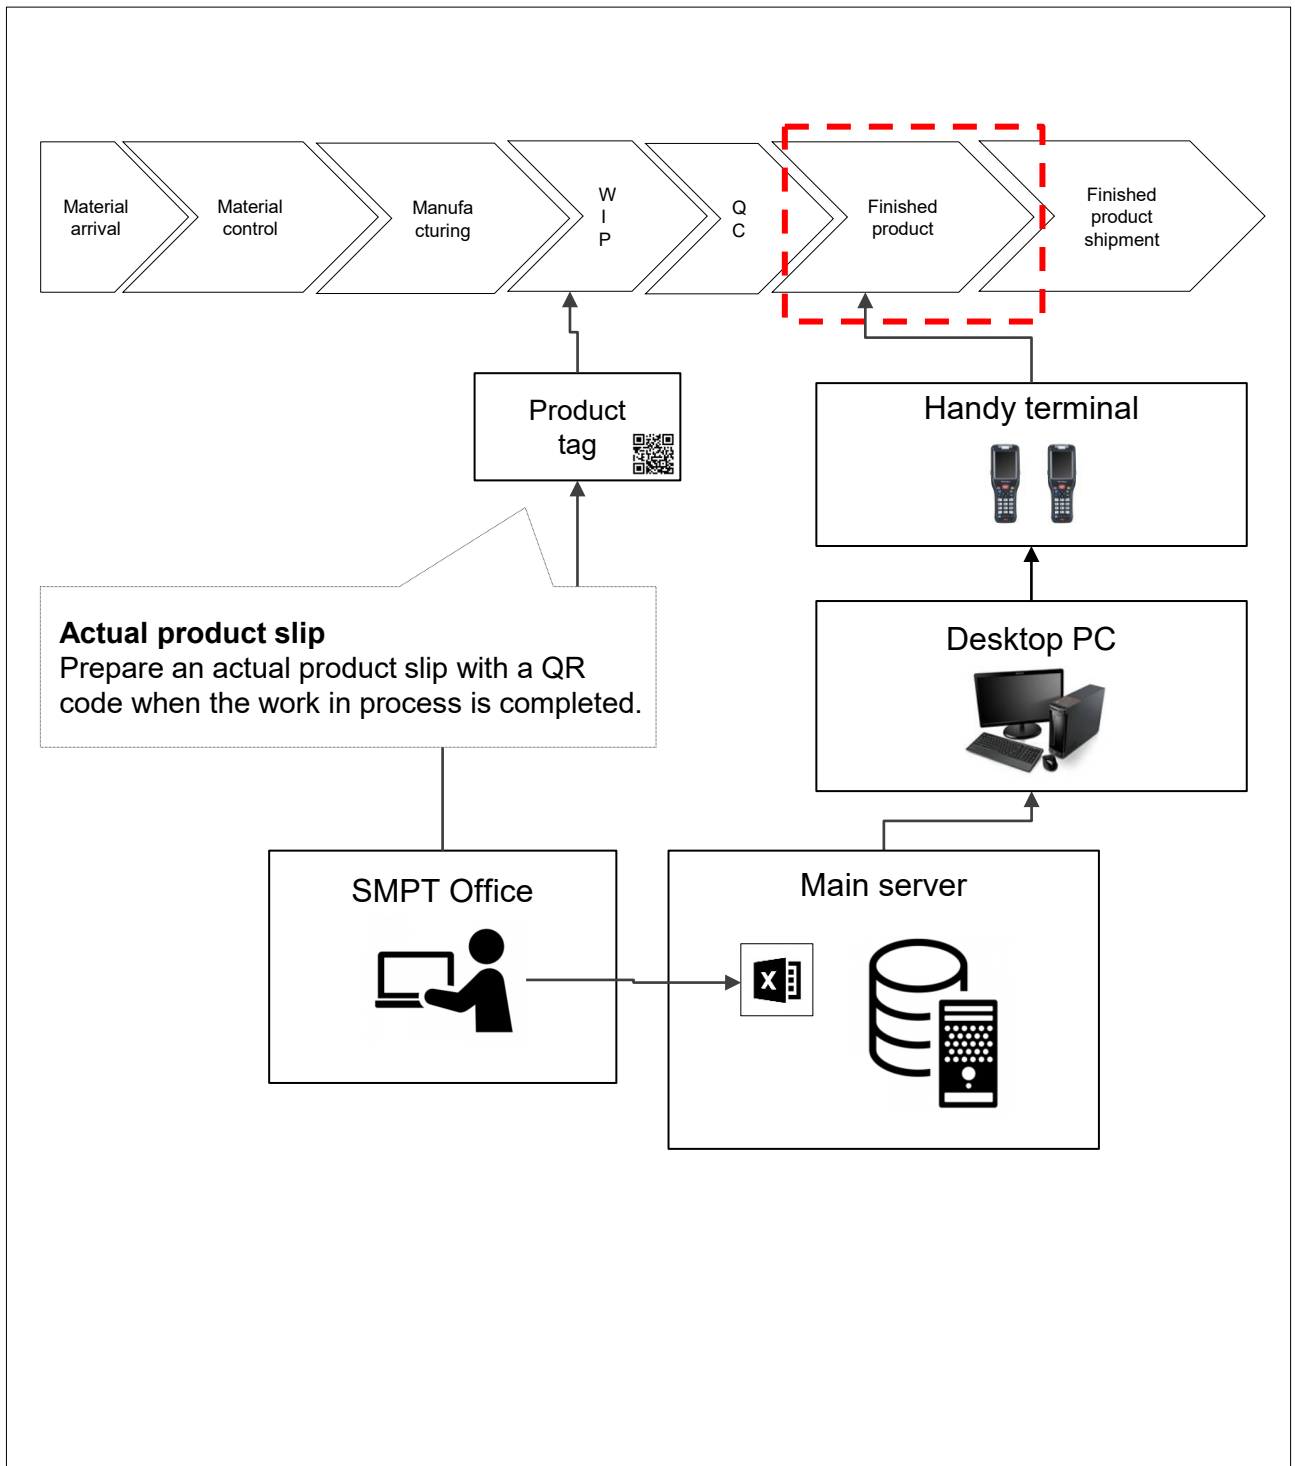 Material
arrival
Material
control
Manufa
cturing
W
I
P
Q
C
Finished
product
Finished
product
shipment
Product
tag
Handy terminal
Actual product slip
Prepare an actual product slip with a QR
code when the work in process is completed.
Desktop PC
SMPT Office
Main server
X